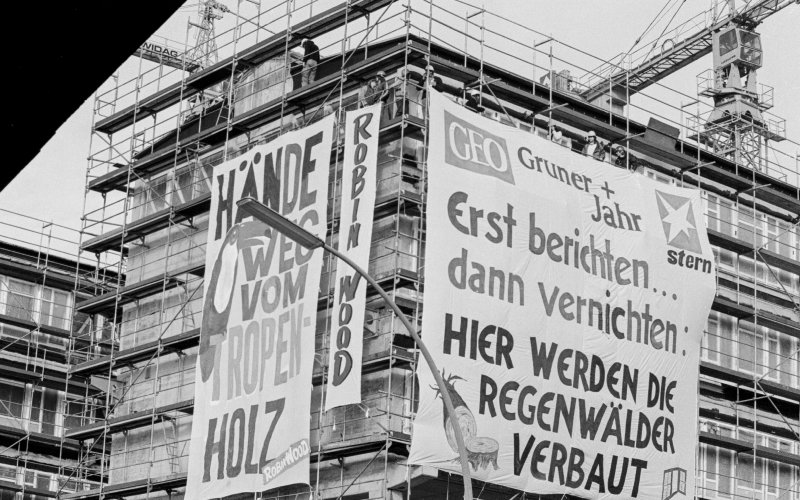 WIDAG
HÄNDE
WEG
VOM
TROPEN-
HOLZ
ROBIN WOOD
ROBIN WOOD
GEO
Gruner +
Jahr
stern
Erst berichten...
dann vernichten:
HIER WERDEN DIE
REGENWÄLDER
VERBAUT